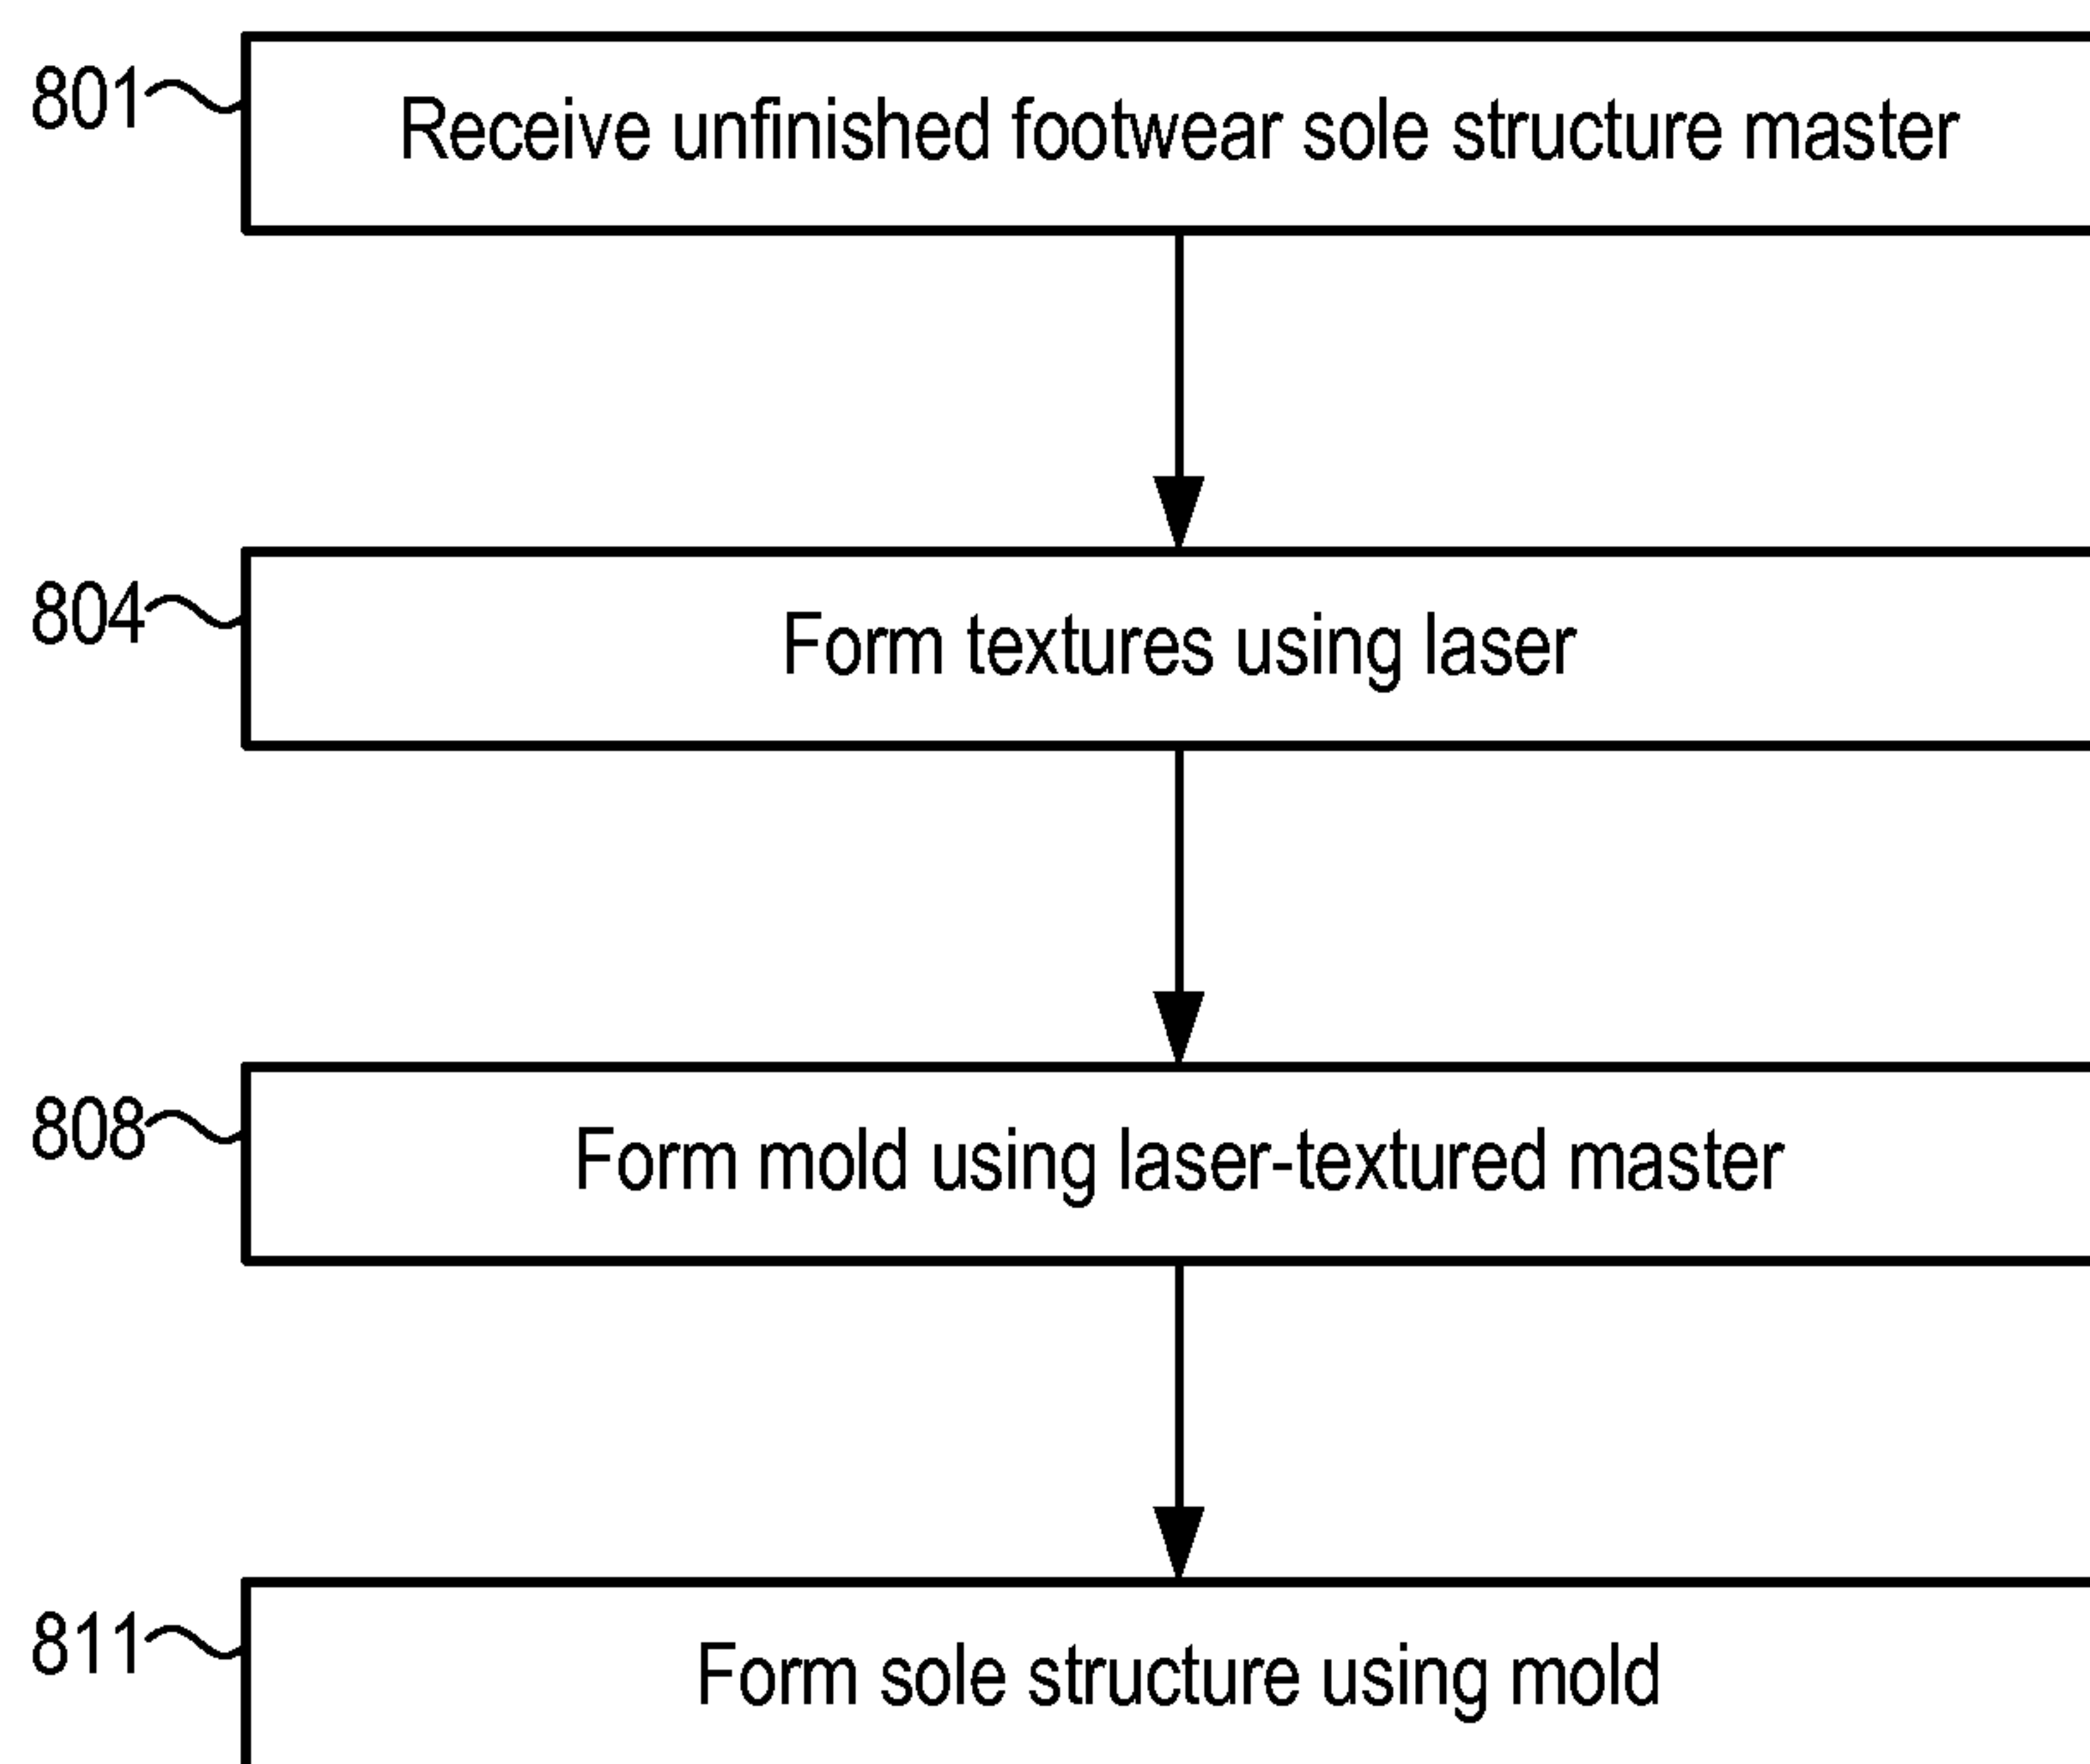 801 Receive unfinished footwear sole structure master
804 Form textures using laser
808 Form mold using laser-textured master
811 Form sole structure using mold